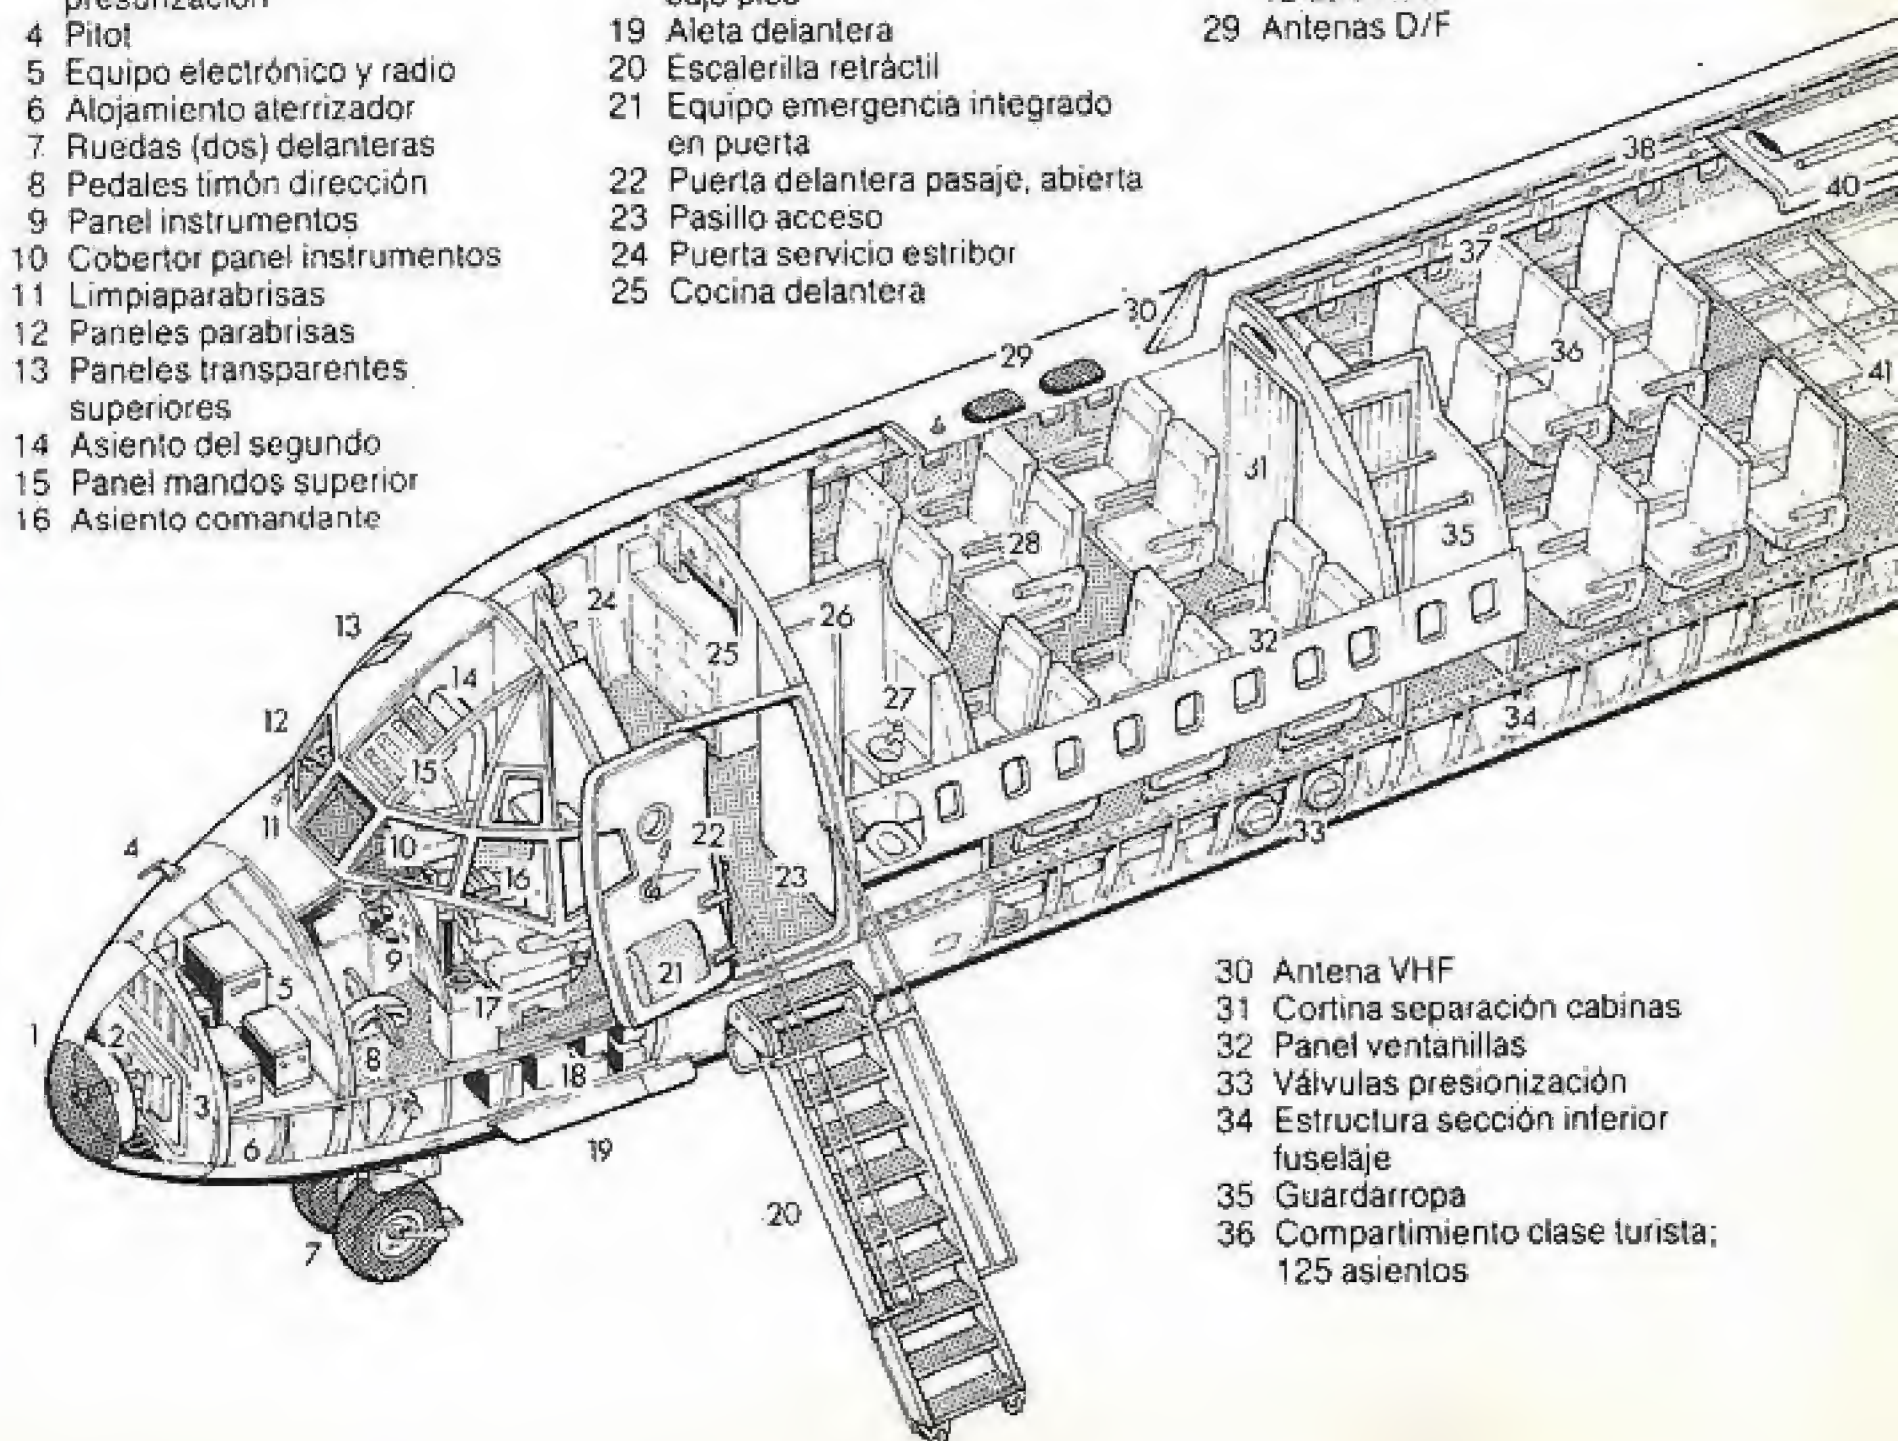 presurización
4 Pitot
5 Equipo electrónico y radio
6 Alojamiento aterrizador
7 Ruedas (dos) delanteras
8 Pedales timón dirección
9 Panel instrumentos
10 Cobertor panel instrumentos
11 Limpiaparabrisas
12 Paneles parabrisas
13 Paneles transparentes
superiores
14 Asiento del segundo
15 Panel mandos superior
16 Asiento comandante
19 Aleta delantera
20 Escalerilla retráctil
21 Equipo emergencia integrado
en puerta
22 Puerta delantera pasaje, abierta
23 Pasillo acceso
24 Puerta servicio estribor
25 Cocina delantera
29 Antenas D/F
38
40
37
30
36
29
41
31
35
28
24
26
13
25
32
14
27
12
34
15
11
33
4
10
22
16
23
9
21
5
17
1
2
8
18
3
6
19
20
7
30 Antena VHF
31 Cortina separación cabinas
32 Panel ventanillas
33 Válvulas presionización
34 Estructura sección inferior
fuselaje
35 Guardarropa
36 Compartimiento clase turista;
125 asientos